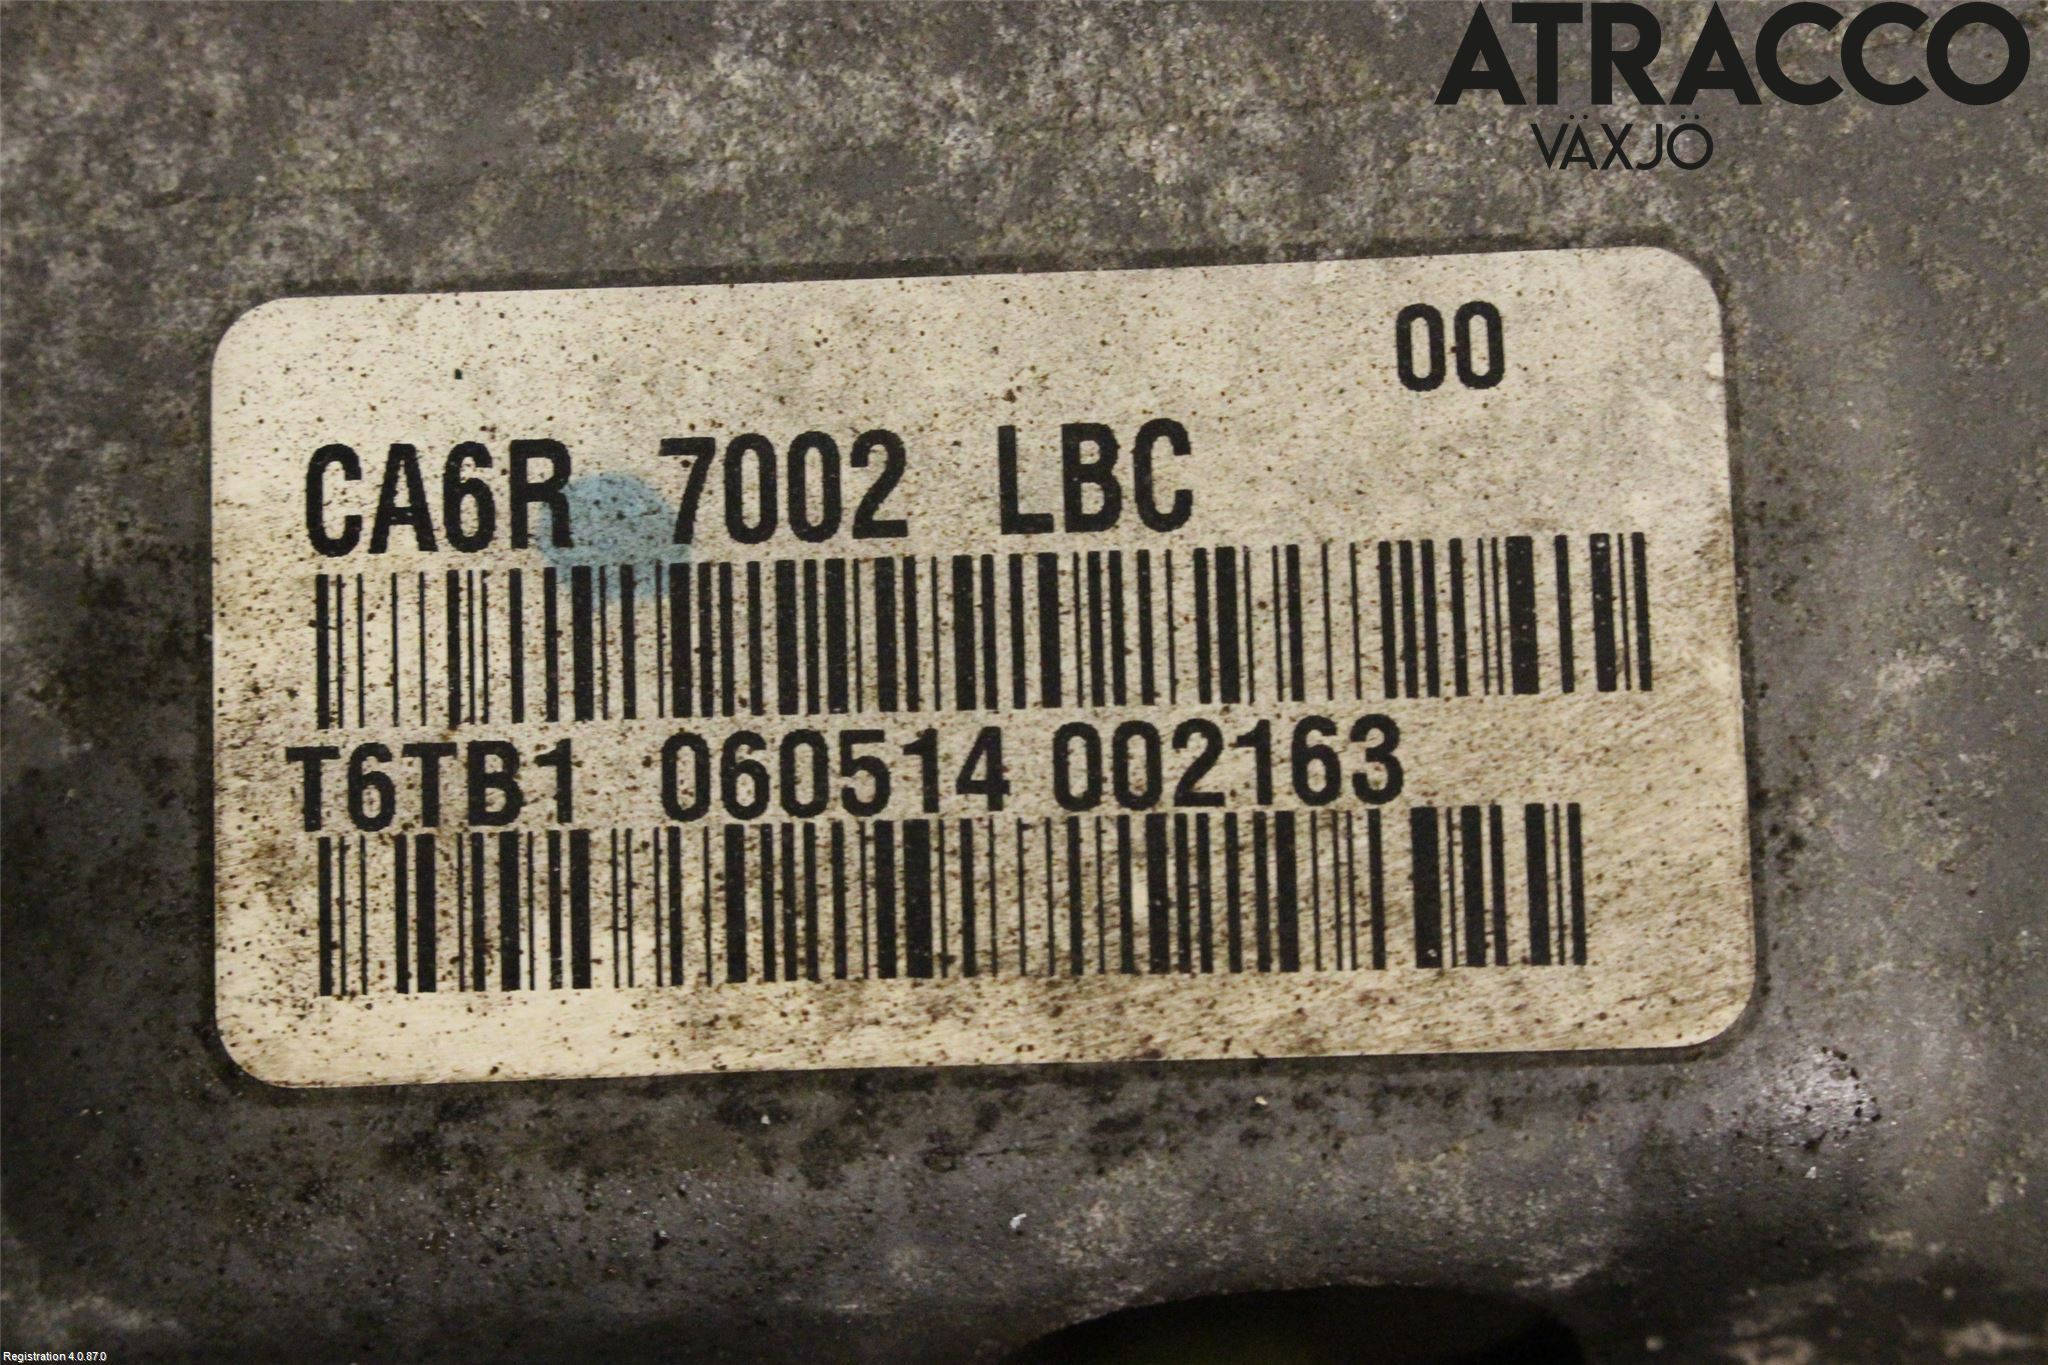 ATRACCO
VÄXJÖ
00
CA6R 7002 LBC
T6TB1 060514 002163
Registration 4.0.87.0